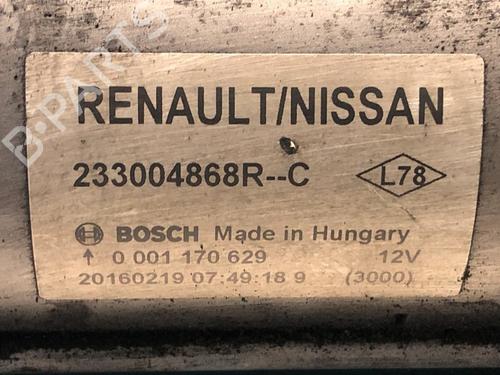 RENAULT/NISSAN
233004868R--C L78
BOSCH Made in Hungary
↑ 0 001 170 629 12V
20160219 07:49:18 9 (3000)
B-PARTS